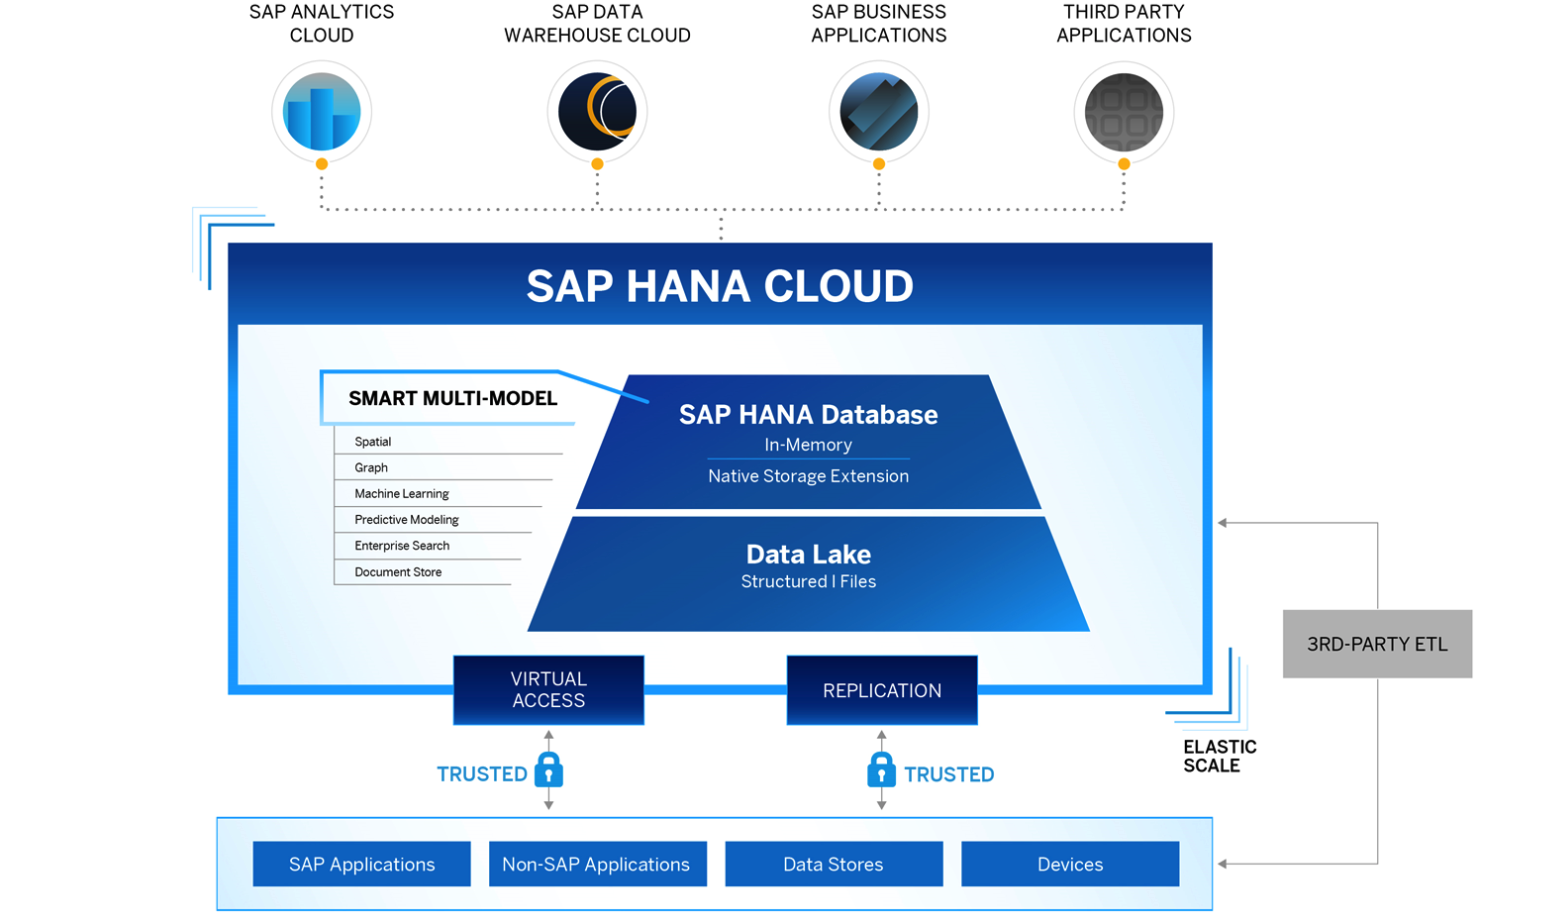 SAP ANALYTICS
CLOUD
SAP DATA
WAREHOUSE CLOUD
SAP BUSINESS
APPLICATIONS
THIRD PARTY
APPLICATIONS
SAP HANA CLOUD
SMART MULTI-MODEL
Spatial
Graph
Machine Learning
Predictive Modeling
Enterprise Search
Document Store
SAP HANA Database
In-Memory
Native Storage Extension
Data Lake
Structured | Files
3RD-PARTY ETL
VIRTUAL
ACCESS
REPLICATION
ELASTIC
SCALE
TRUSTED
TRUSTED
SAP Applications
Non-SAP Applications
Data Stores
Devices